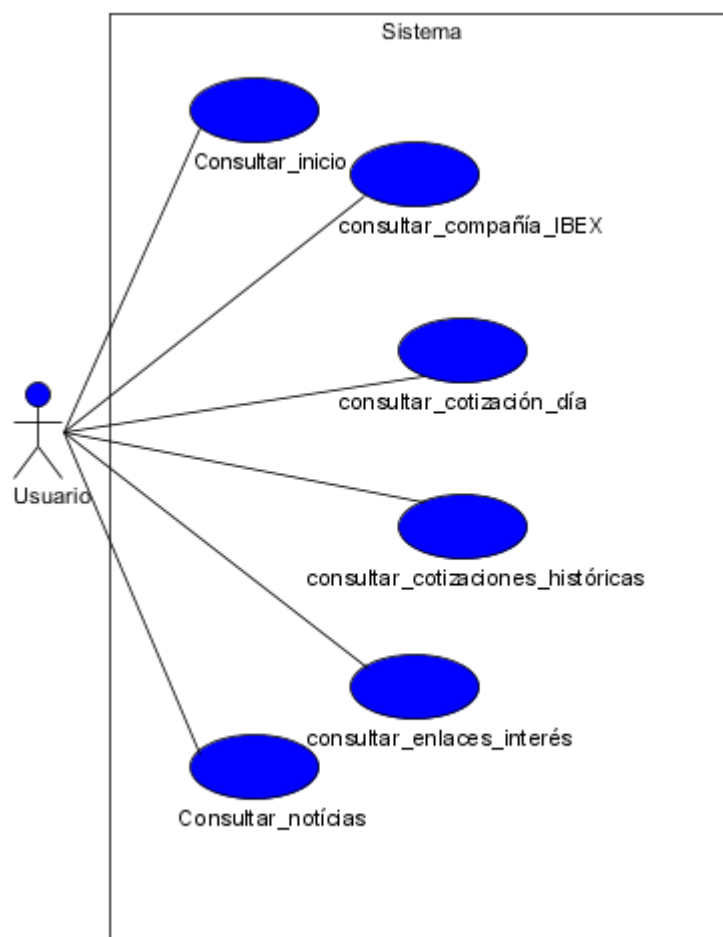 Sistema
Consultar_inicio
consultar_compañía_IBEX
consultar_cotización_día
Usuario
consultar_cotizaciones_históricas
consultar_enlaces_interés
Consultar_notícias